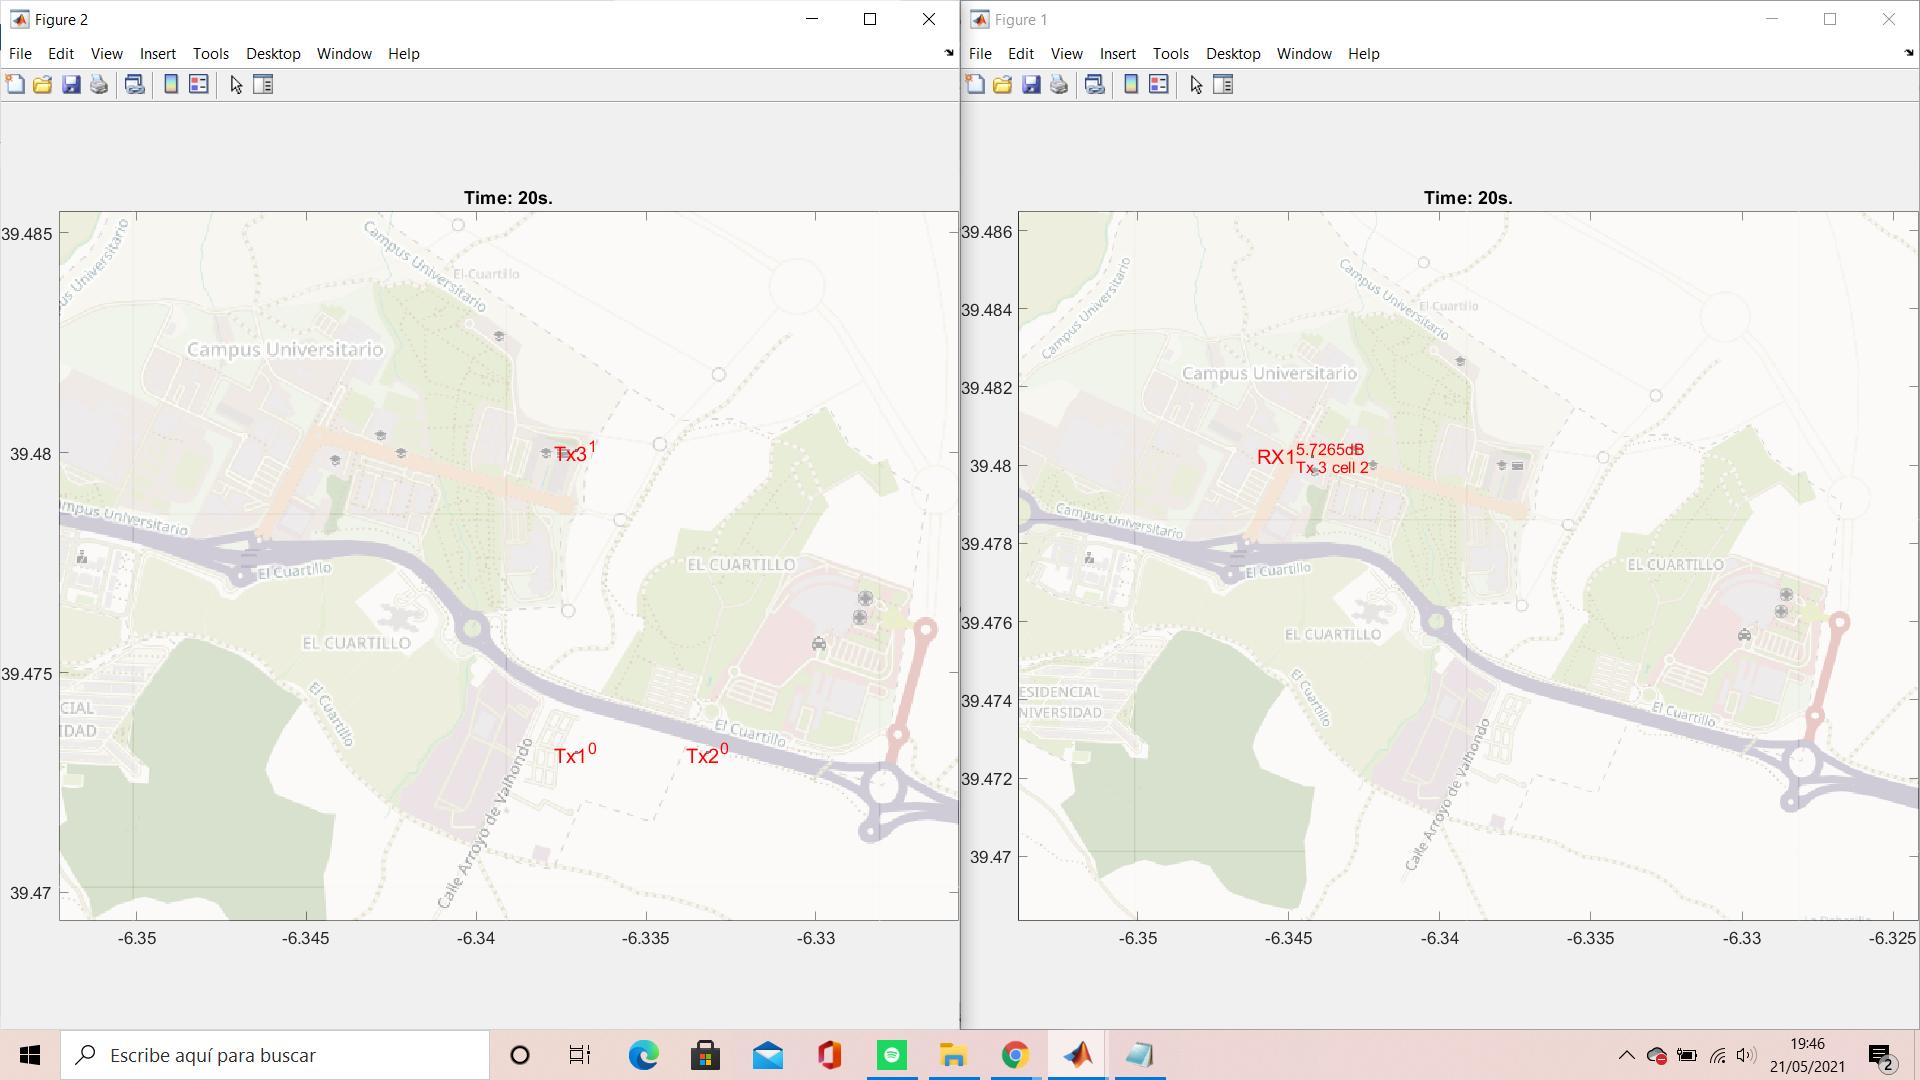 Figure 2
File Edit View Insert Tools Desktop Window Help
Time: 20s.
39.485
39.48
39.475
39.47
-6.35 -6.345 -6.34 -6.335 -6.33
Campus Universitario
us Universitario
El Cuartillo
Campus Universitario
mpus Universitario
El Cuartillo
EL CUARTILLO
EL CUARTILLO
El Cuartillo
CIAL
IDAD
El Cuartillo
Calle Arroyo de Valhondo
Tx3 1
Tx1 0
Tx2 0
Figure 1
File Edit View Insert Tools Desktop Window Help
Time: 20s.
39.486
39.484
39.482
39.48
39.478
39.476
39.474
39.472
39.47
-6.35 -6.345 -6.34 -6.335 -6.33 -6.325
Campus Universitario
Campus Universitario
El Cuartillo
Campus Universitario
RX1 5.7265dB
Tx 3 cell 2
Campus Universitario
El Cuartillo
EL CUARTILLO
EL CUARTILLO
ESIDENCIAL
NIVERSIDAD
El Cuartillo
El Cuartillo
Calle Arroyo de Valhondo
Escribe aquí para buscar
19:46
21/05/2021
2